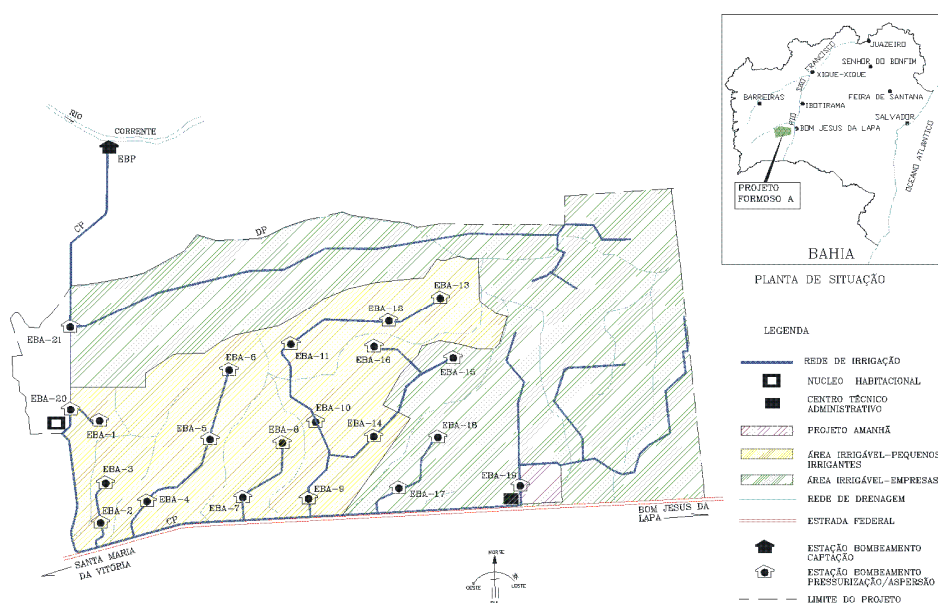 RIO
CORRENTE
EBP
CP
DP
EBA-21
EBA-20
EBA-1
EBA-3
EBA-2
EBA-4
EBA-5
EBA-6
EBA-7
EBA-8
EBA-9
EBA-10
EBA-11
EBA-12
EBA-13
EBA-16
EBA-15
EBA-14
EBA-16
EBA-17
EBA-19
CP
SANTA MARIA
DA VITÓRIA
BOM JESUS DA
LAPA
NORTE
OESTE
LESTE
JUAZEIRO
SENHOR DO BONFIM
XIQUE-XIQUE
RIO SÃO FRANCISCO
BARREIRAS
FEIRA DE SANTANA
IBOTIRAMA
SALVADOR
BOM JESUS DA LAPA
OCEANO ATLANTICO
PROJETO
FORMOSO A
BAHIA
PLANTA DE SITUAÇÃO
LEGENDA
REDE DE IRRIGAÇÃO
NUCLEO HABITACIONAL
CENTRO TÉCNICO
ADMINISTRATIVO
PROJETO AMANHÃ
ÁREA IRRIGÁVEL-PEQUENOS
IRRIGANTES
ÁREA IRRIGÁVEL-EMPRESAS
REDE DE DRENAGEM
ESTRADA FEDERAL
ESTAÇÃO BOMBEAMENTO
CAPTAÇÃO
ESTAÇÃO BOMBEAMENTO
PRESSURIZAÇÃO/ASPERSÃO
LIMITE DO PROJETO